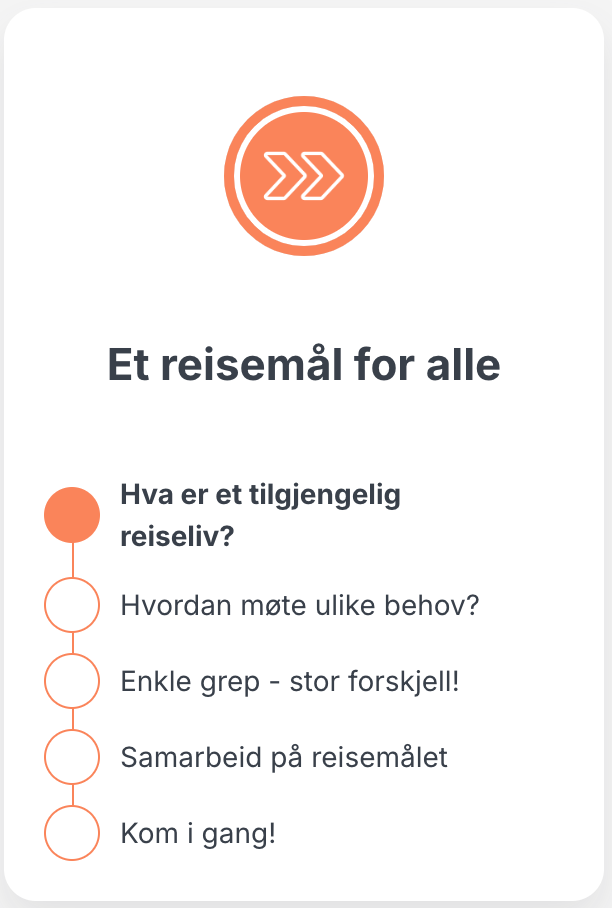 Et reisemål for alle
Hva er et tilgjengelig
reiseliv?
Hvordan møte ulike behov?
Enkle grep - stor forskjell!
Samarbeid på reisemålet
Kom i gang!